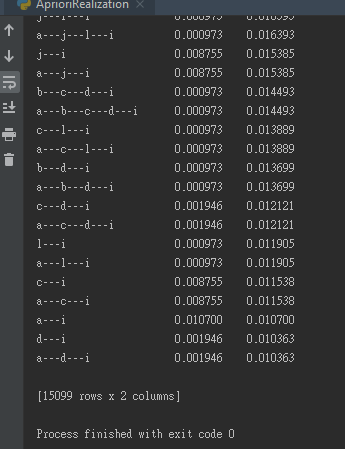 AprioriRealization ×
j---l---i 0.000973 0.016393
a---j---l---i 0.000973 0.016393
j---i 0.008755 0.015385
a---j---i 0.008755 0.015385
b---c---d---i 0.000973 0.014493
a---b---c---d---i 0.000973 0.014493
c---l---i 0.000973 0.013889
a---c---l---i 0.000973 0.013889
b---d---i 0.000973 0.013699
a---b---d---i 0.000973 0.013699
c---d---i 0.001946 0.012121
a---c---d---i 0.001946 0.012121
l---i 0.000973 0.011905
a---l---i 0.000973 0.011905
c---i 0.008755 0.011538
a---c---i 0.008755 0.011538
a---i 0.010700 0.010700
d---i 0.001946 0.010363
a---d---i 0.001946 0.010363
[15099 rows x 2 columns]
Process finished with exit code 0